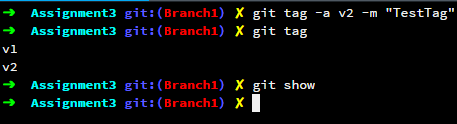 ➜ Assignment3 git:(Branch1) ✗ git tag -a v2 -m "TestTag"
➜ Assignment3 git:(Branch1) ✗ git tag
v1
v2
➜ Assignment3 git:(Branch1) ✗ git show
➜ Assignment3 git:(Branch1) ✗